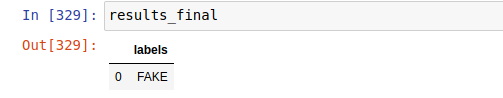 In [329]: results_final
Out[329]:
labels
0 FAKE